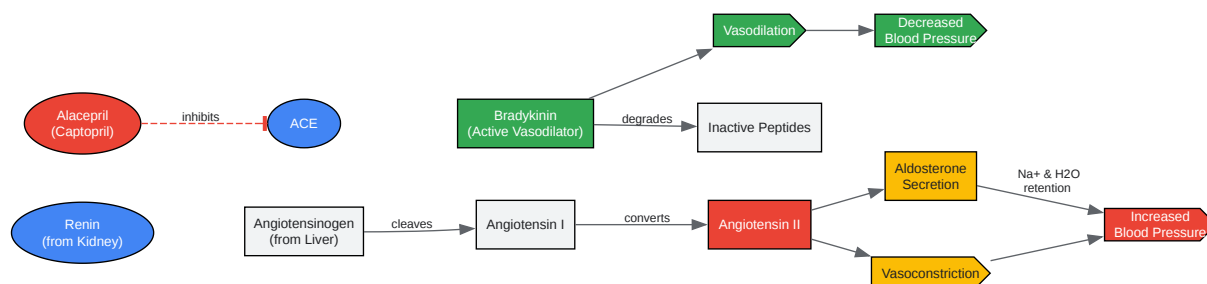 Vasodilation
Decreased
Blood Pressure
Alacepril
(Captopril)
inhibits
ACE
Bradykinin
(Active Vasodilator)
degrades
Inactive Peptides
Renin
(from Kidney)
Angiotensinogen
(from Liver)
cleaves
Angiotensin I
converts
Angiotensin II
Aldosterone
Secretion
Na+ & H2O
retention
Vasoconstriction
Increased
Blood Pressure